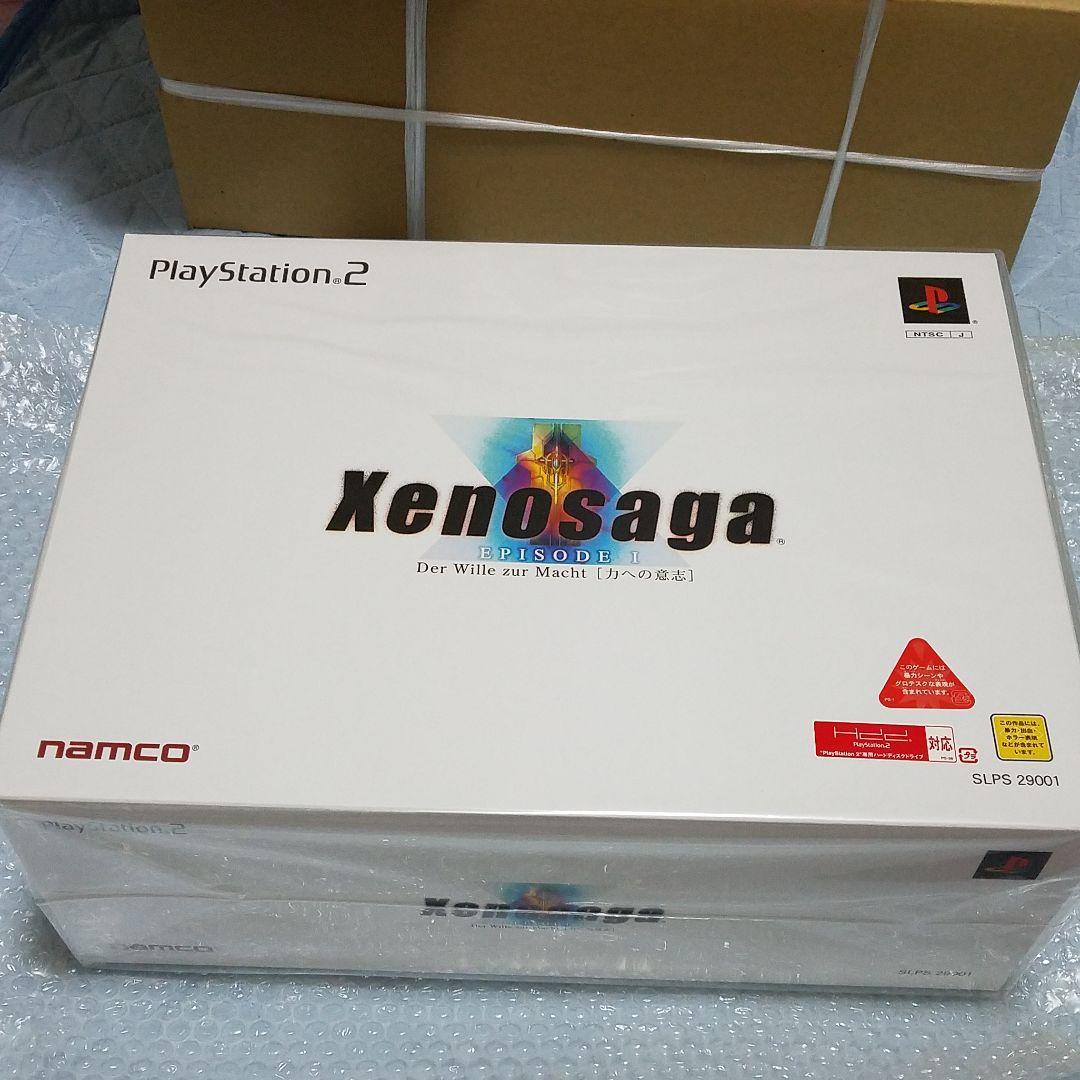 PlayStation®2
NTSC J
Xenosaga®
EPISODE I
Der Wille zur Macht [力への意志]
このゲームには
暴力シーンや
グロテスクな表現が
含まれています。
PS-1
Hdd
PlayStation 2
"PlayStation 2"専用ハードディスクドライブ
対応
この作品には、
暴力・出血・
ホラー表現
などが含まれて
います。
namco®
SLPS 29001
PlayStation®2
Xenosaga
namco
SLPS 29001